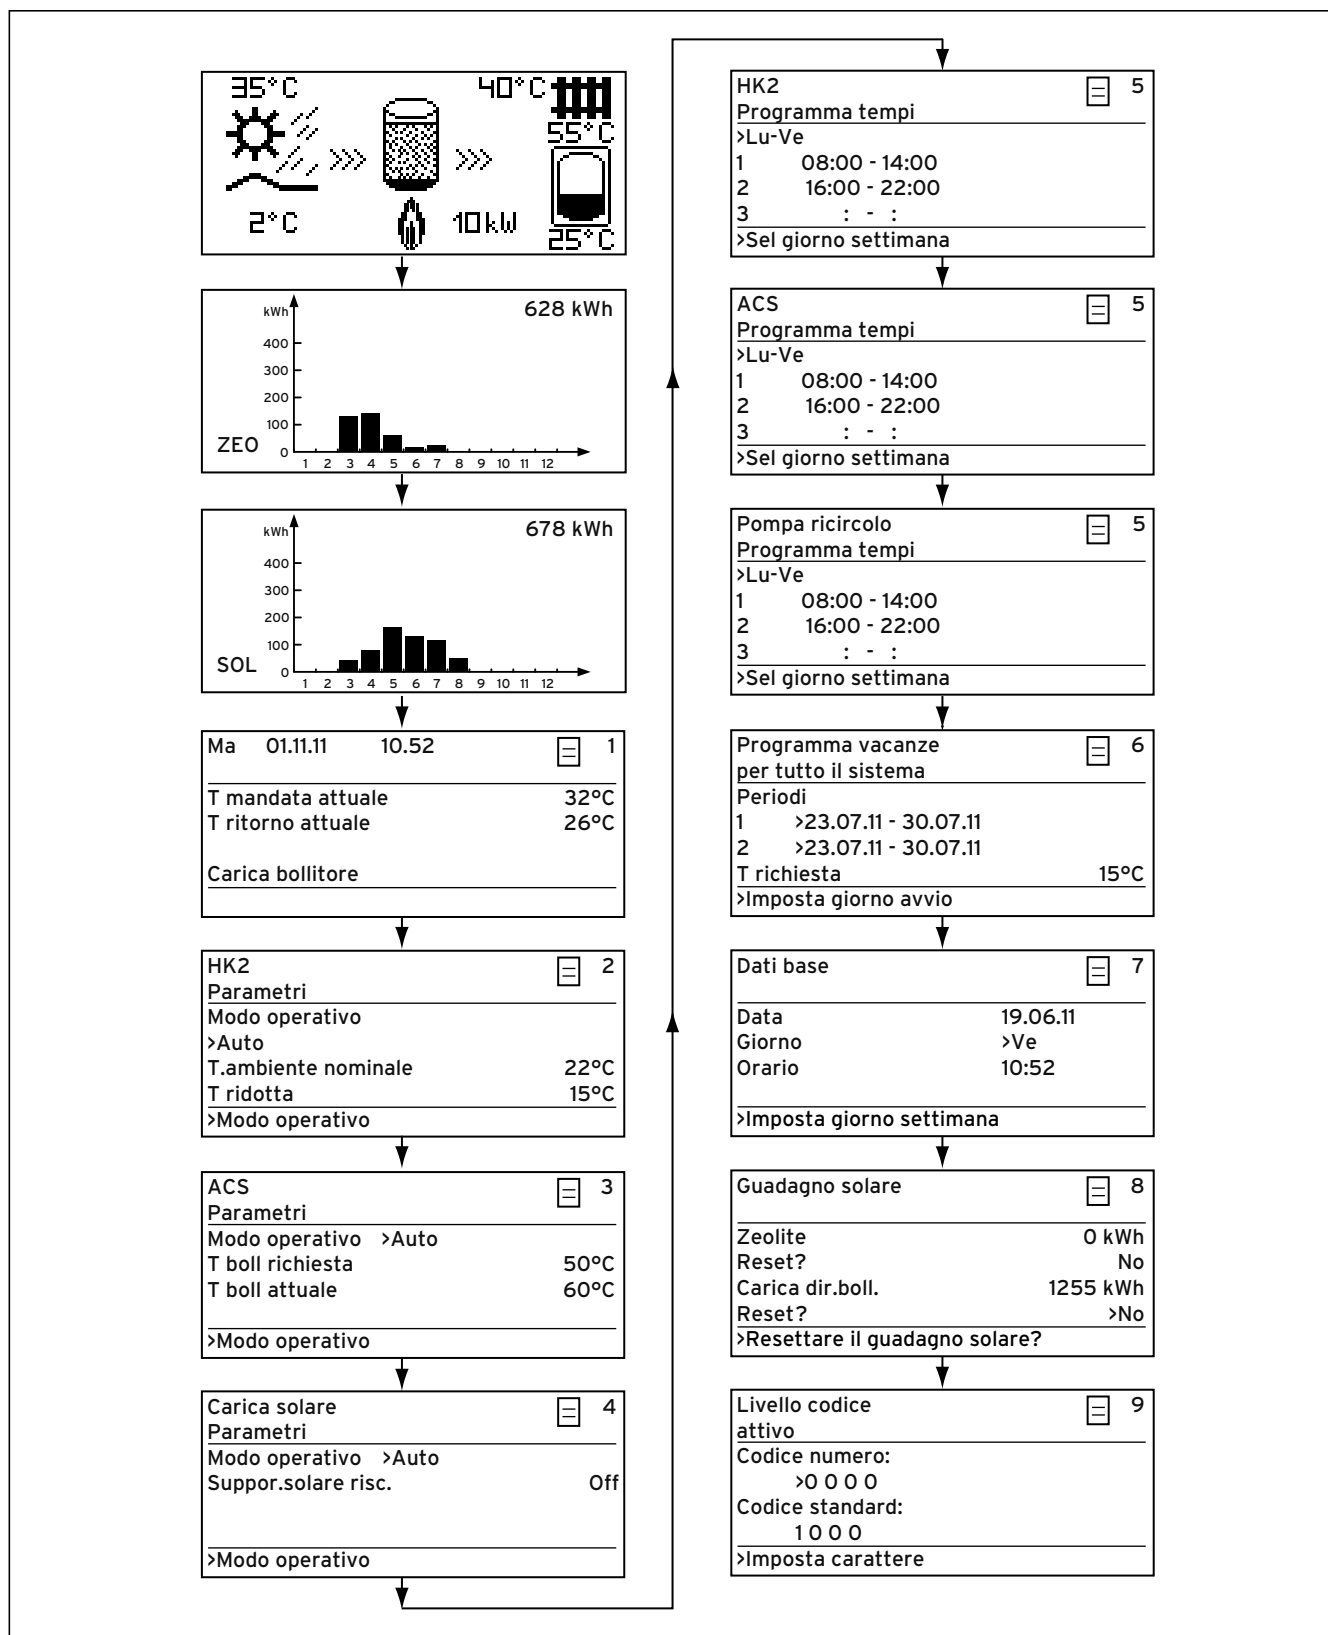 35°C
40°C
55°C
2°C
10kW
25°C
kWh
628 kWh
400
300
200
100
ZEO
0
1 2 3 4 5 6 7 8 9 10 11 12
kWh
678 kWh
400
300
200
100
SOL
0
1 2 3 4 5 6 7 8 9 10 11 12
Ma 01.11.11 10.52 1
T mandata attuale 32°C
T ritorno attuale 26°C
Carica bollitore
HK2 2
Parametri
Modo operativo
>Auto
T.ambiente nominale 22°C
T ridotta 15°C
>Modo operativo
ACS 3
Parametri
Modo operativo >Auto
T boll richiesta 50°C
T boll attuale 60°C
>Modo operativo
Carica solare 4
Parametri
Modo operativo >Auto
Suppor.solare risc. Off
>Modo operativo
HK2 5
Programma tempi
>Lu-Ve
1 08:00 - 14:00
2 16:00 - 22:00
3 : - :
>Sel giorno settimana
ACS 5
Programma tempi
>Lu-Ve
1 08:00 - 14:00
2 16:00 - 22:00
3 : - :
>Sel giorno settimana
Pompa ricircolo 5
Programma tempi
>Lu-Ve
1 08:00 - 14:00
2 16:00 - 22:00
3 : - :
>Sel giorno settimana
Programma vacanze 6
per tutto il sistema
Periodi
1 >23.07.11 - 30.07.11
2 >23.07.11 - 30.07.11
T richiesta 15°C
>Imposta giorno avvio
Dati base 7
Data 19.06.11
Giorno >Ve
Orario 10:52
>Imposta giorno settimana
Guadagno solare 8
Zeolite 0 kWh
Reset? No
Carica dir.boll. 1255 kWh
Reset? >No
>Resettare il guadagno solare?
Livello codice 9
attivo
Codice numero:
>0 0 0 0
Codice standard:
1 0 0 0
>Imposta carattere